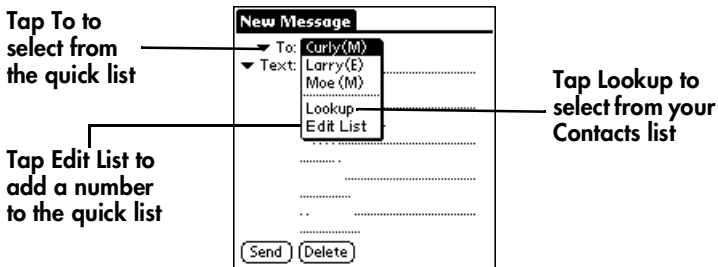 Tap To to
select from
the quick list
Tap Edit List to
add a number
to the quick list
New Message
To: Curly(M)
Text: Larry(E)
Moe (M)
Lookup
Edit List
Send Delete
Tap Lookup to
select from your
Contacts list